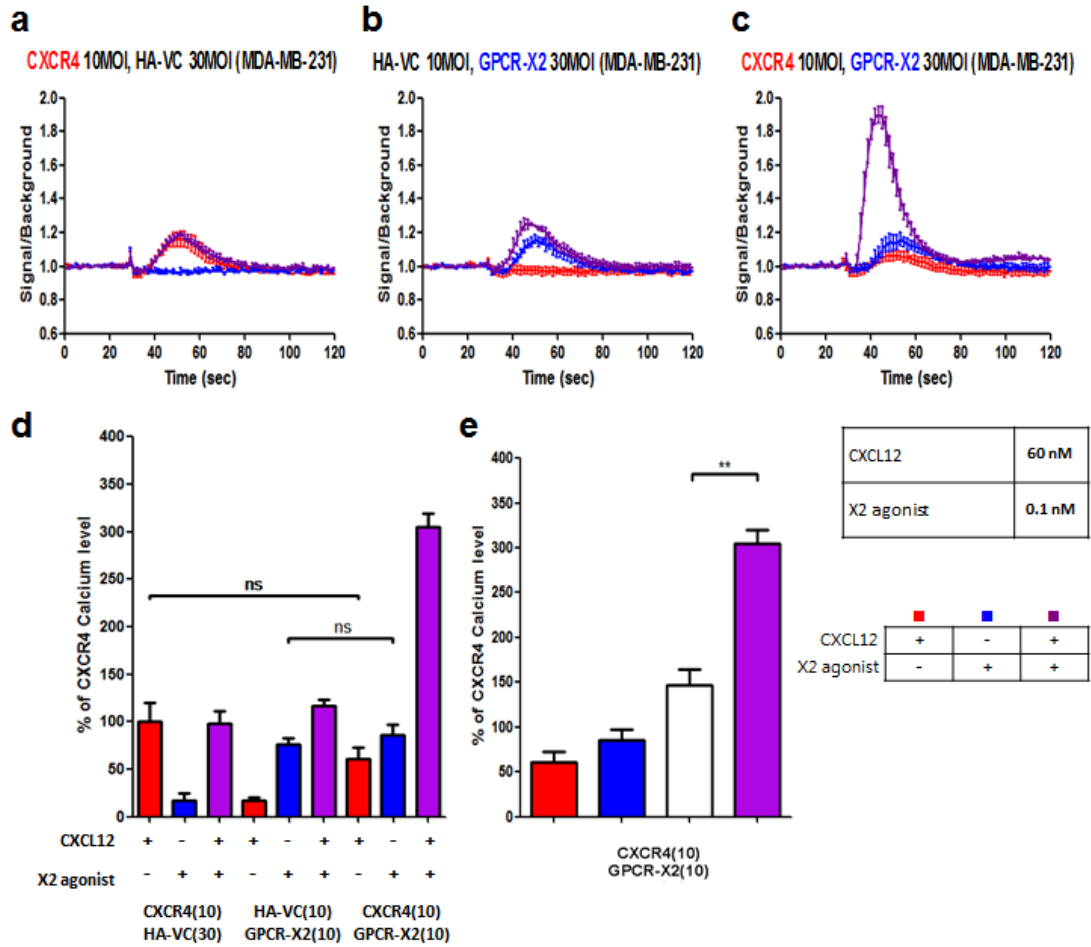 a
CXCR4 10MOI, HA-VC 30MOI (MDA-MB-231)
Signal/Background
2.0
1.8
1.6
1.4
1.2
1.0
0.8
0.6
0 20 40 60 80 100 120
Time (sec)
b
HA-VC 10MOI, GPCR-X2 30MOI (MDA-MB-231)
Signal/Background
2.0
1.8
1.6
1.4
1.2
1.0
0.8
0.6
0 20 40 60 80 100 120
Time (sec)
c
CXCR4 10MOI, GPCR-X2 30MOI (MDA-MB-231)
Signal/Background
2.0
1.8
1.6
1.4
1.2
1.0
0.8
0.6
0 20 40 60 80 100 120
Time (sec)
d
% of CXCR4 Calcium level
400
350
300
250
200
150
100
50
0
ns
ns
CXCL12 + - + + - + + - +
X2 agonist - + + - + + - + +
CXCR4(10) HA-VC(10) CXCR4(10)
HA-VC(30) GPCR-X2(10) GPCR-X2(10)
e
% of CXCR4 Calcium level
400
350
300
250
200
150
100
50
0
**
CXCR4(10)
GPCR-X2(10)
CXCL12 60 nM
X2 agonist 0.1 nM
CXCL12 + - +
X2 agonist - + +